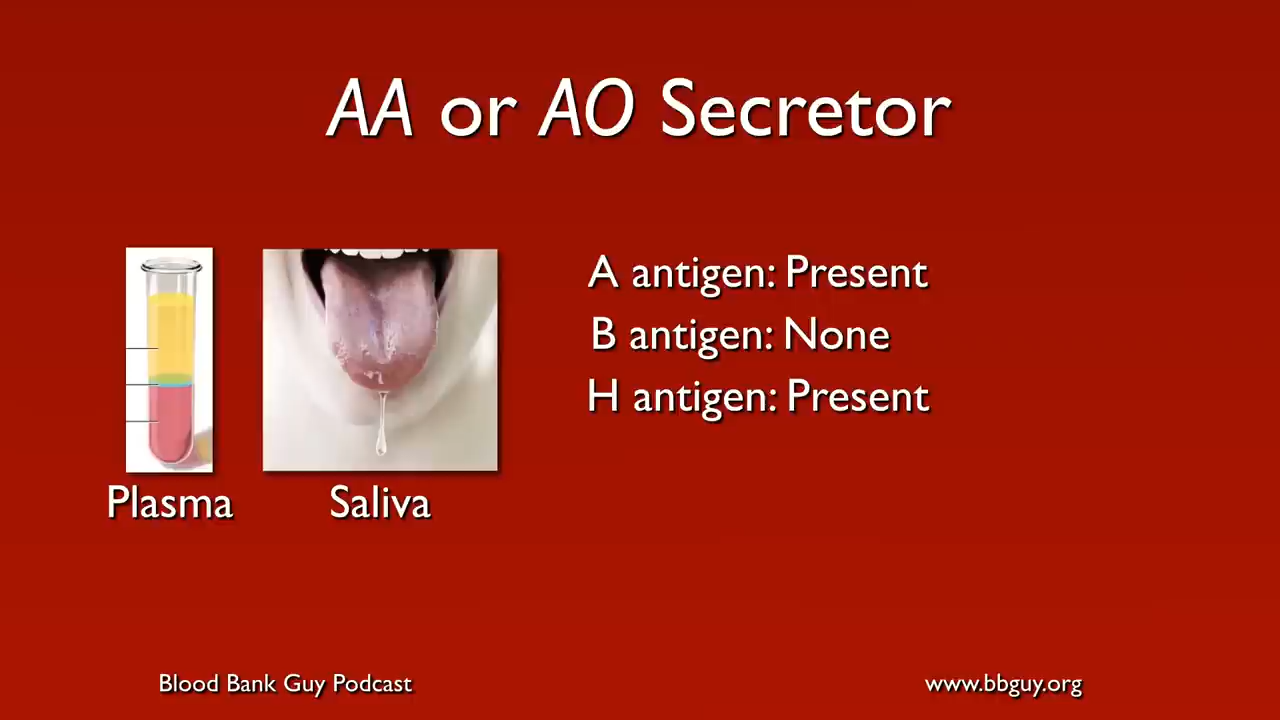 AA or AO Secretor
A antigen: Present
B antigen: None
H antigen: Present
Plasma
Saliva
Blood Bank Guy Podcast
www.bbguy.org